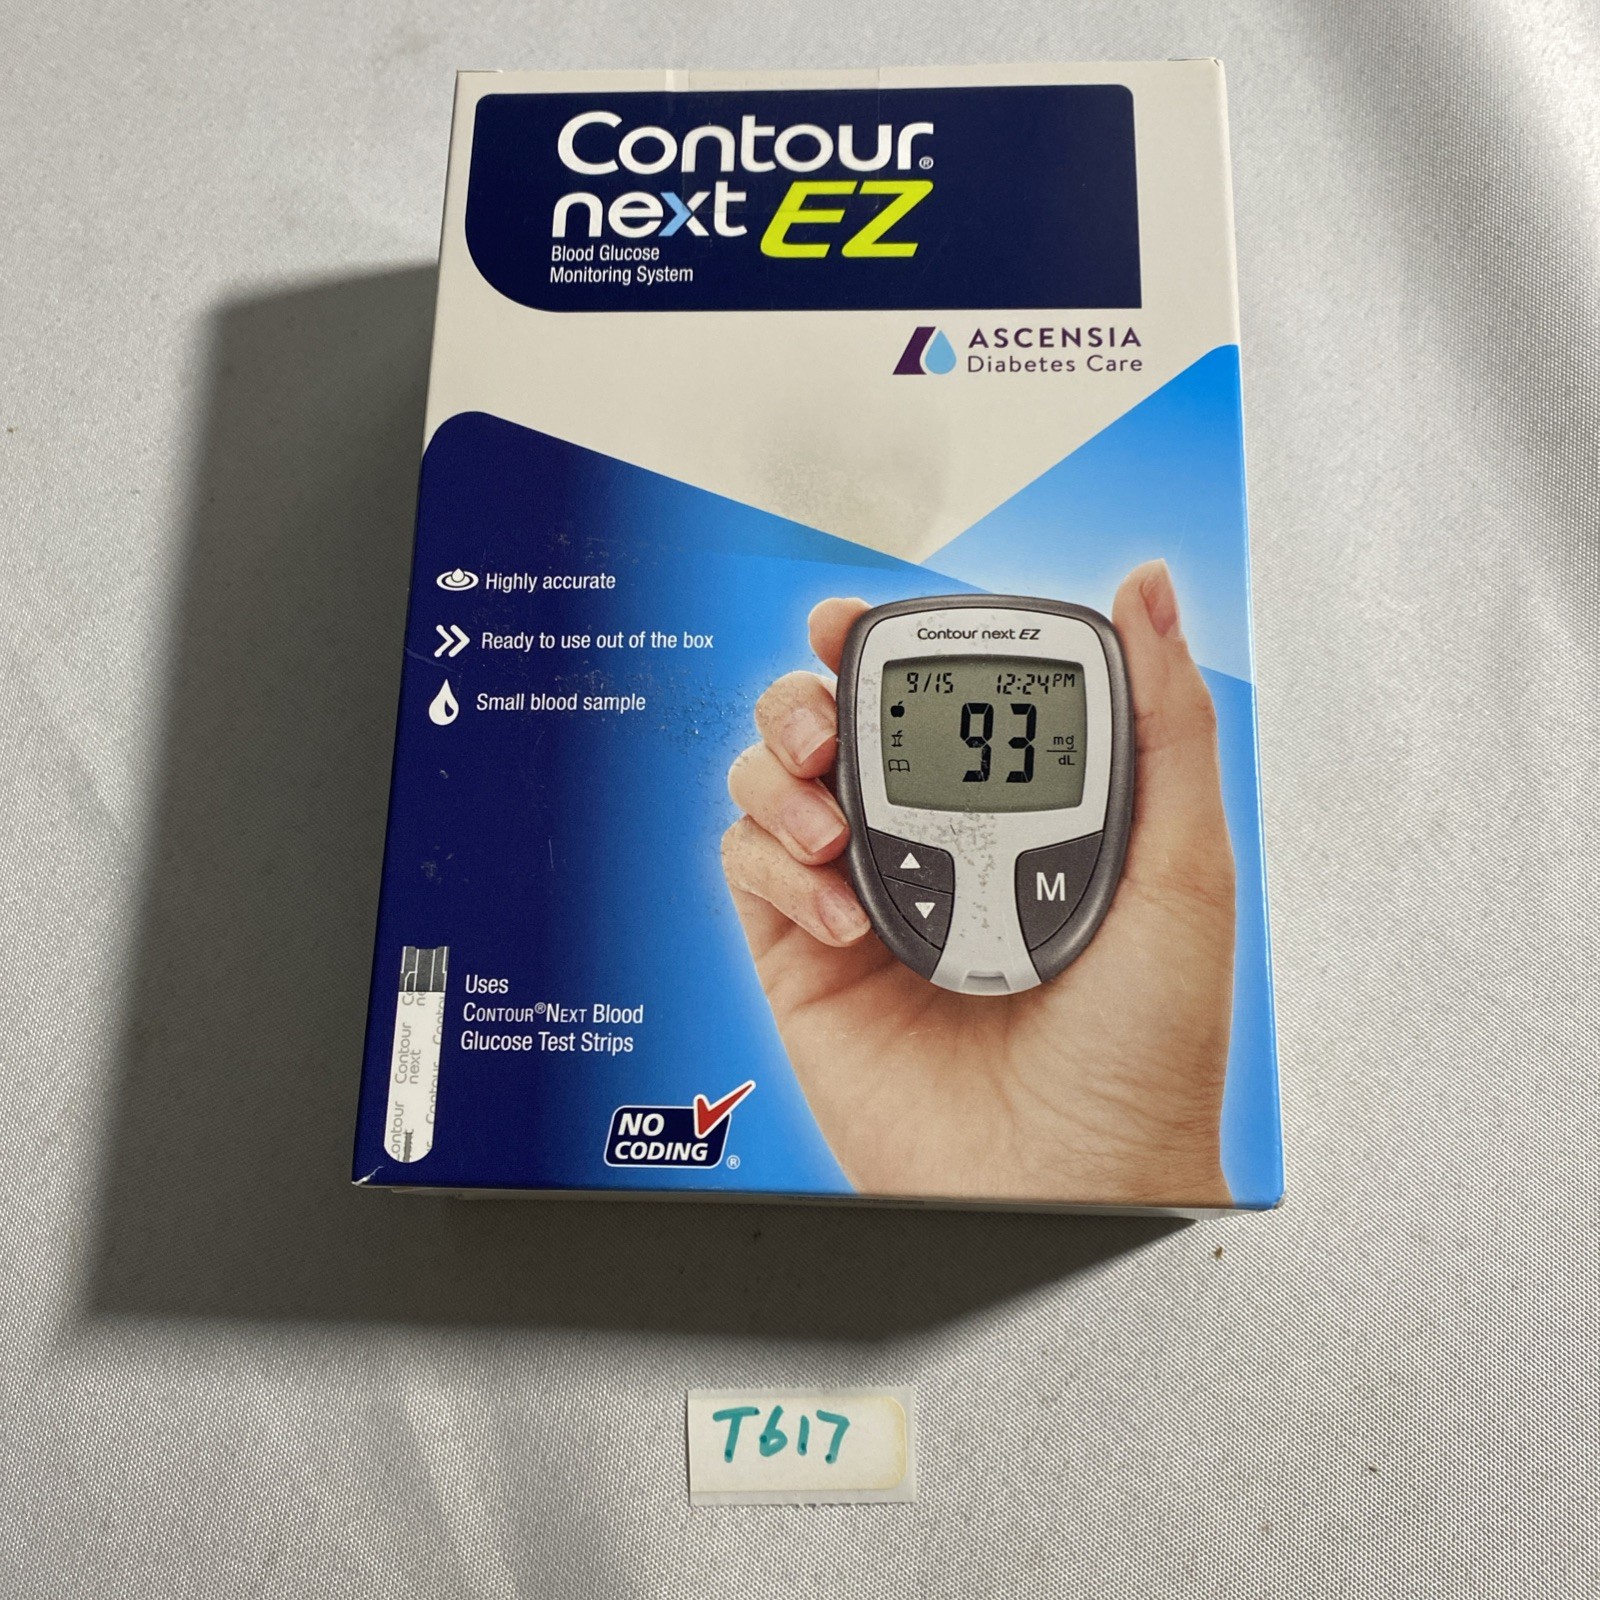 Contour®
next EZ
Blood Glucose
Monitoring System
ASCENSIA
Diabetes Care
Highly accurate
Ready to use out of the box
Small blood sample
Contour next EZ
9/15 12:24PM
93 mg/dL
M
Uses
CONTOUR®NEXT Blood
Glucose Test Strips
Contour
next
NO
CODING®
T617